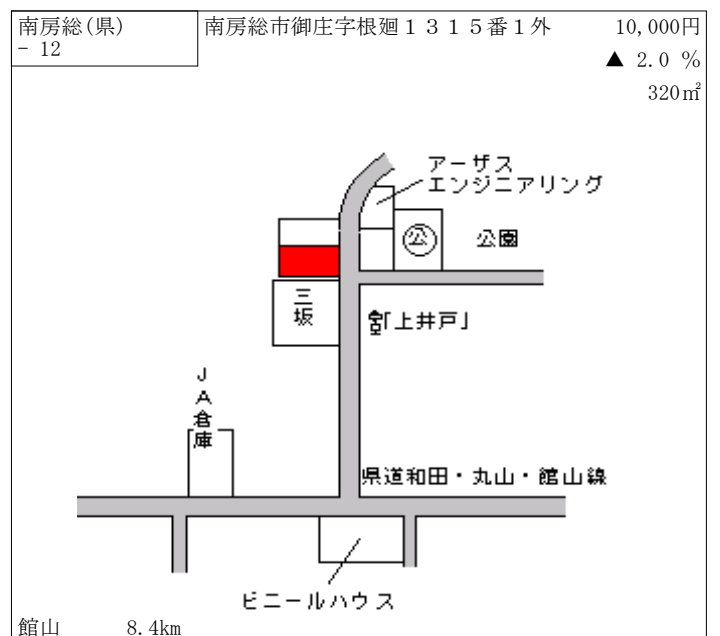 南房総(県)
- 12
南房総市御庄字根廻１３１５番１外
10,000円
▲ 2.0 %
320㎡
アーザス
エンジニアリング
公
公園
三坂
「上井戸」
JA倉庫
県道和田・丸山・館山線
ビニールハウス
館山 8.4km